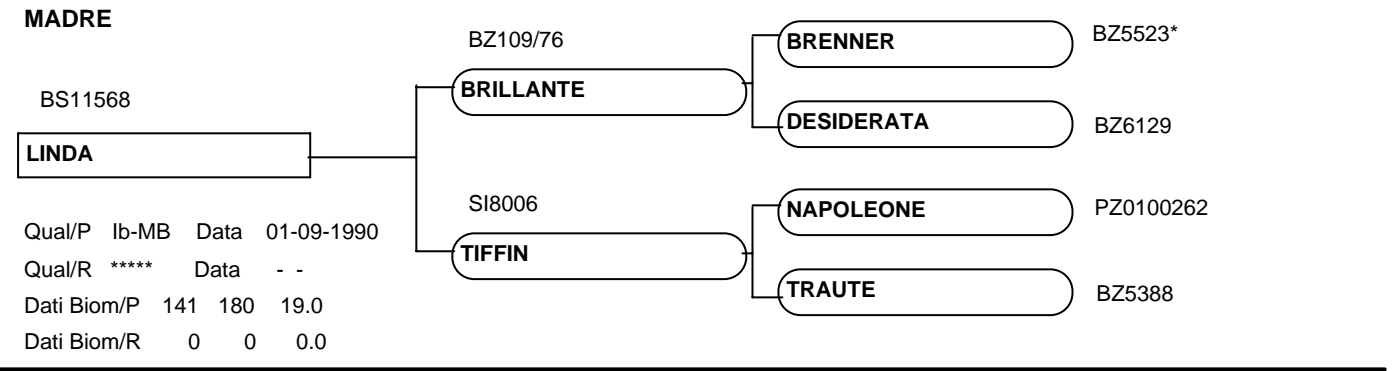 MADRE
BZ109/76
BRENNER
BZ5523*
BS11568
BRILLANTE
DESIDERATA
BZ6129
LINDA
SI8006
NAPOLEONE
PZ0100262
Qual/P Ib-MB Data 01-09-1990
TIFFIN
Qual/R ***** Data - -
TRAUTE
BZ5388
Dati Biom/P 141 180 19.0
Dati Biom/R 0 0 0.0